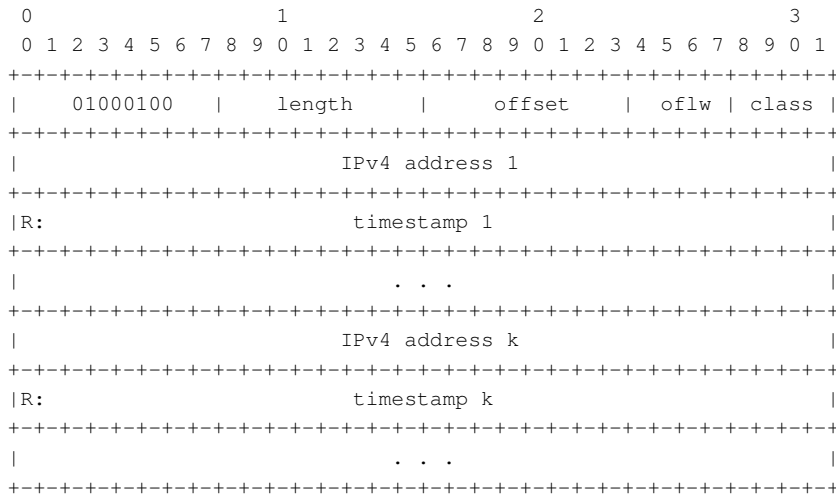 0                   1                   2                   3
 0 1 2 3 4 5 6 7 8 9 0 1 2 3 4 5 6 7 8 9 0 1 2 3 4 5 6 7 8 9 0 1
+-+-+-+-+-+-+-+-+-+-+-+-+-+-+-+-+-+-+-+-+-+-+-+-+-+-+-+-+-+-+-+-+
|    01000100   |    length     |     offset    |  oflw | class |
+-+-+-+-+-+-+-+-+-+-+-+-+-+-+-+-+-+-+-+-+-+-+-+-+-+-+-+-+-+-+-+-+
|                         IPv4 address 1                        |
+-+-+-+-+-+-+-+-+-+-+-+-+-+-+-+-+-+-+-+-+-+-+-+-+-+-+-+-+-+-+-+-+
|R:                        timestamp 1                          |
+-+-+-+-+-+-+-+-+-+-+-+-+-+-+-+-+-+-+-+-+-+-+-+-+-+-+-+-+-+-+-+-+
|                             . . .                             |
+-+-+-+-+-+-+-+-+-+-+-+-+-+-+-+-+-+-+-+-+-+-+-+-+-+-+-+-+-+-+-+-+
|                         IPv4 address k                        |
+-+-+-+-+-+-+-+-+-+-+-+-+-+-+-+-+-+-+-+-+-+-+-+-+-+-+-+-+-+-+-+-+
|R:                        timestamp k                          |
+-+-+-+-+-+-+-+-+-+-+-+-+-+-+-+-+-+-+-+-+-+-+-+-+-+-+-+-+-+-+-+-+
|                             . . .                             |
+-+-+-+-+-+-+-+-+-+-+-+-+-+-+-+-+-+-+-+-+-+-+-+-+-+-+-+-+-+-+-+-+